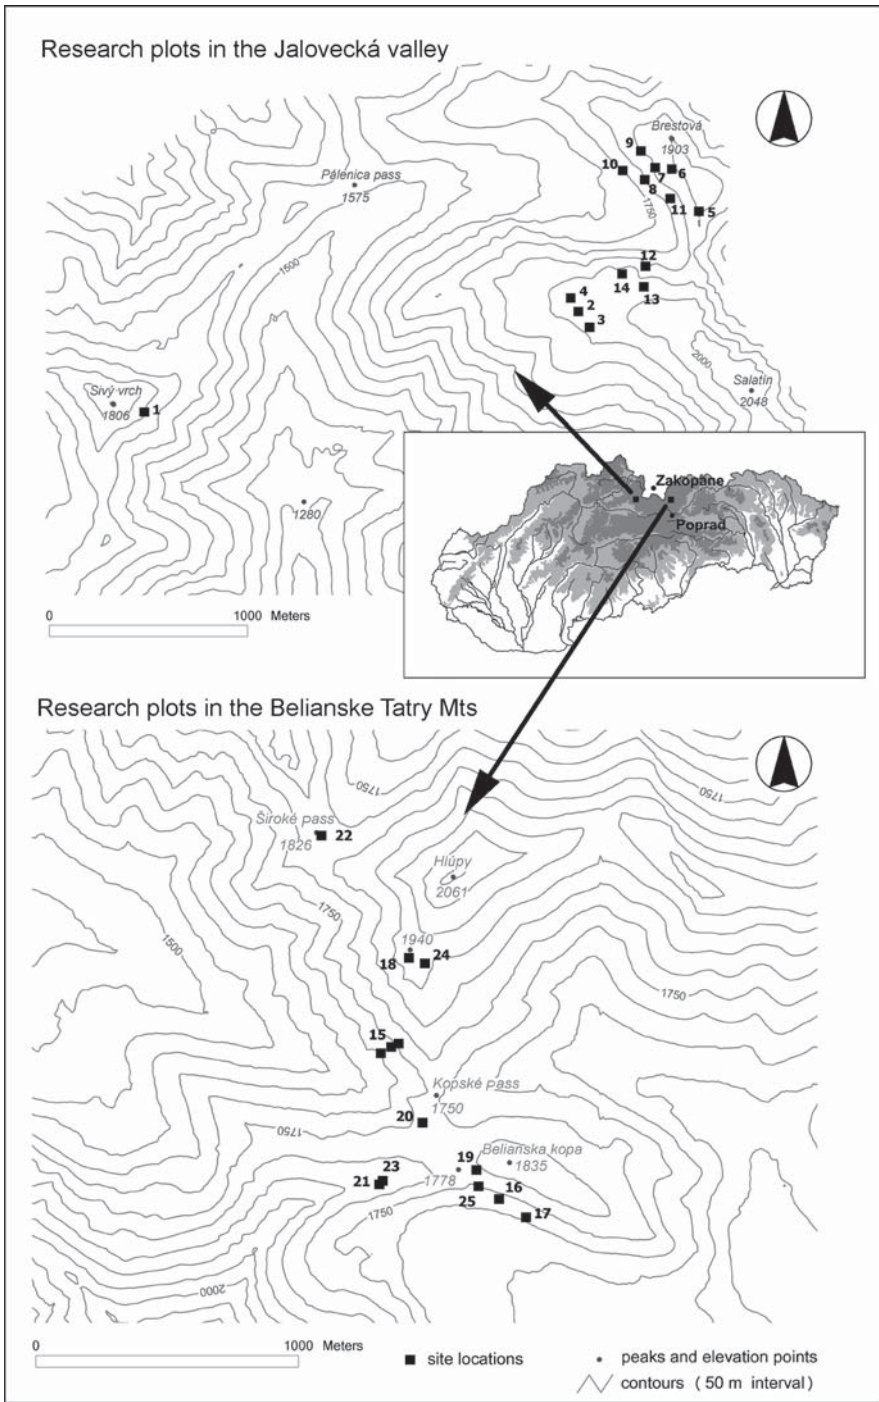 Research plots in the Jalovecká valley
Brestová
1903
9
10
7
6
8
11
5
1750
Pálenica pass
1575
1500
12
14
13
4
2
3
2000
Salatín
2048
Sivý vrch
1806
1
1280
Zakopane
Poprad
0
1000 Meters
Research plots in the Belianske Tatry Mts
1750
1750
Široké pass
1826
22
Hlúpy
2061
1750
1500
1940
18
24
1750
15
Kopské pass
1750
20
1750
Belianska kopa
1835
19
23
21
1778
16
25
17
1750
2000
0
1000 Meters
site locations
peaks and elevation points
contours ( 50 m interval)